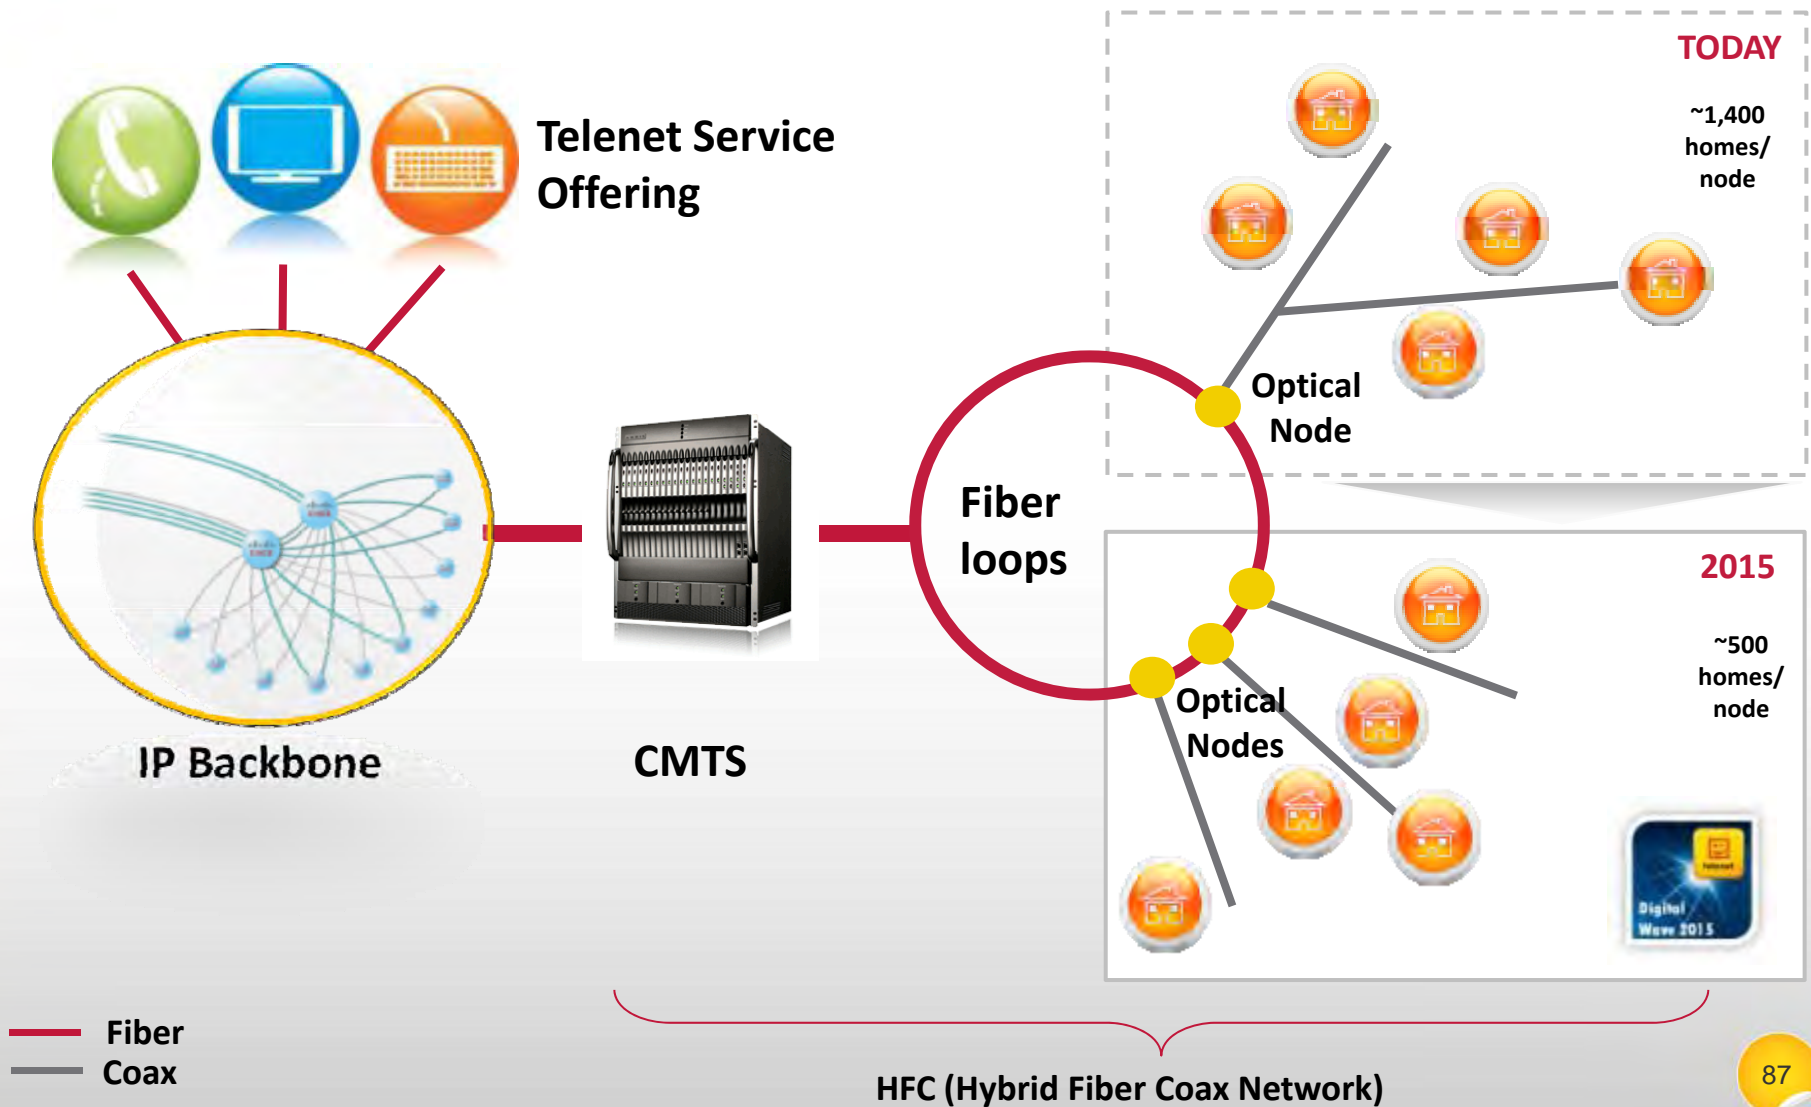 Telenet Service
Offering
TODAY
~1,400
homes/
node
Optical
Node
Fiber
loops
2015
~500
homes/
node
Optical
Nodes
IP Backbone
CMTS
telenet
Digital
Wave 2015
Fiber
Coax
HFC (Hybrid Fiber Coax Network)
87